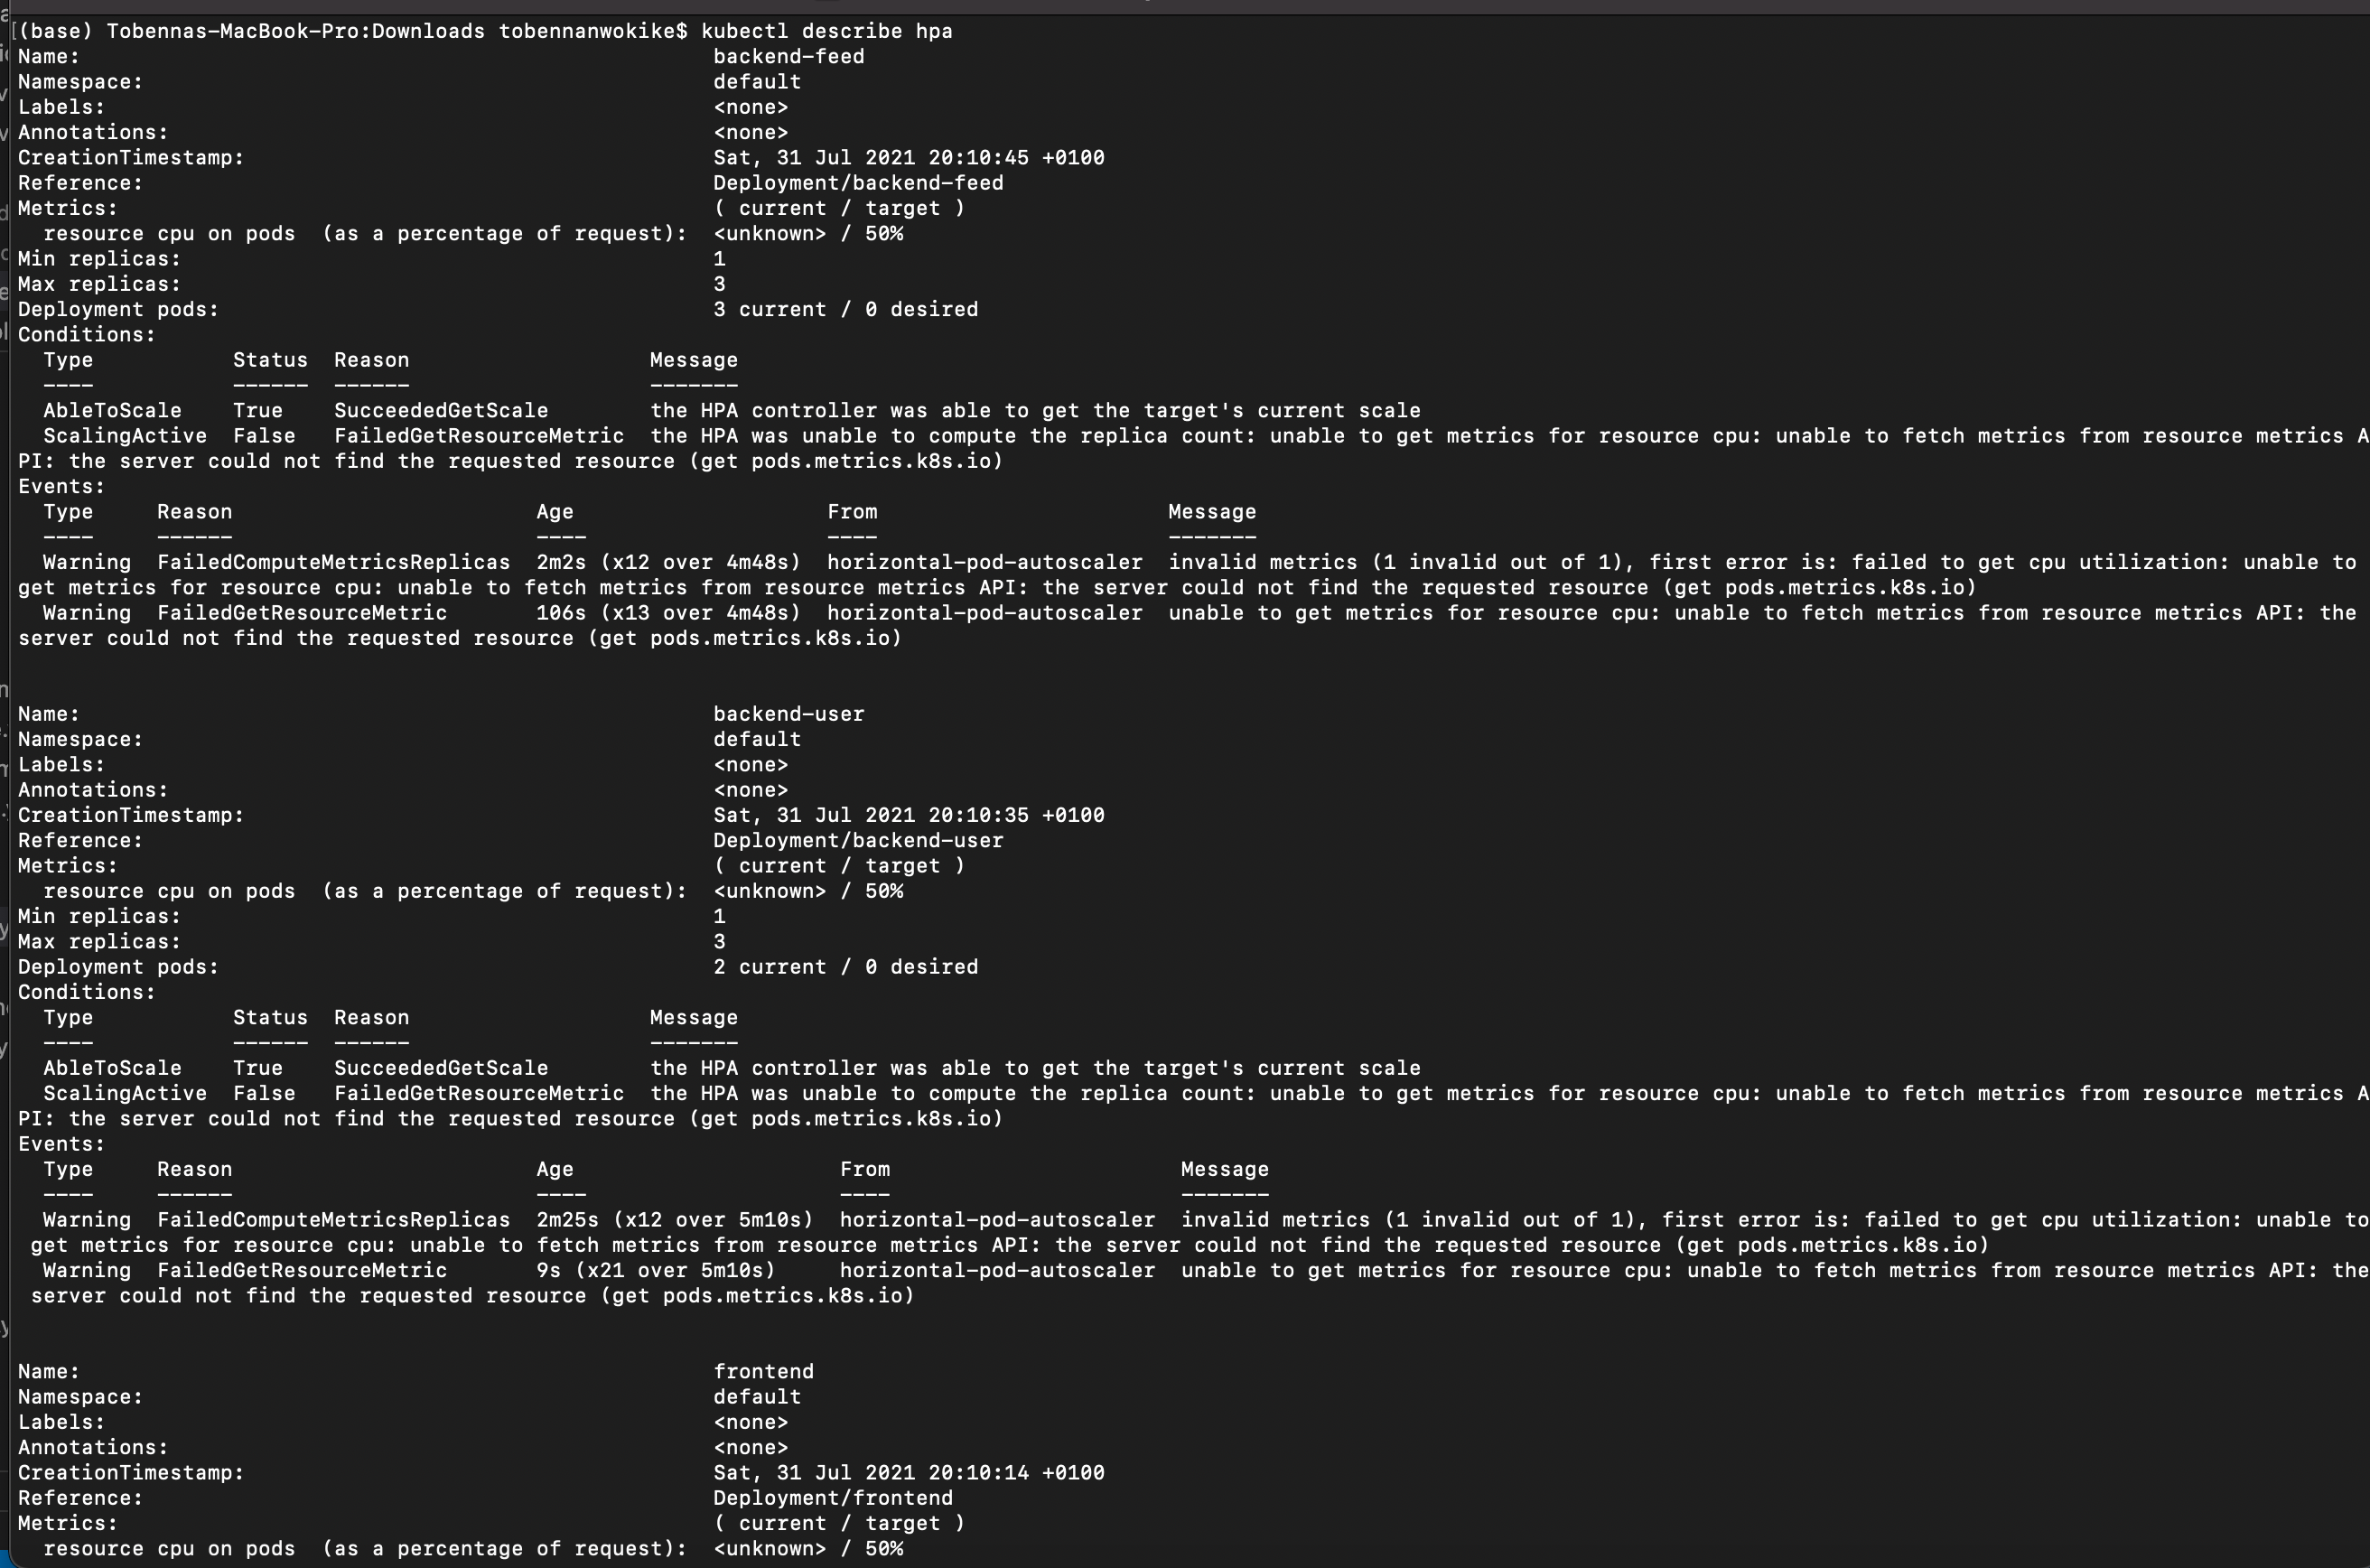 [(base) Tobennas-MacBook-Pro:Downloads tobennanwokike$ kubectl describe hpa
Name: backend-feed
Namespace: default
Labels: <none>
Annotations: <none>
CreationTimestamp: Sat, 31 Jul 2021 20:10:45 +0100
Reference: Deployment/backend-feed
Metrics: ( current / target )
resource cpu on pods (as a percentage of request): <unknown> / 50%
Min replicas: 1
Max replicas: 3
Deployment pods: 3 current / 0 desired
Conditions:
Type Status Reason Message
---- ------ ------ -------
AbleToScale True SucceededGetScale the HPA controller was able to get the target's current scale
ScalingActive False FailedGetResourceMetric the HPA was unable to compute the replica count: unable to get metrics for resource cpu: unable to fetch metrics from resource metrics A
PI: the server could not find the requested resource (get pods.metrics.k8s.io)
Events:
Type Reason Age From Message
---- ------ ---- ---- -------
Warning FailedComputeMetricsReplicas 2m2s (x12 over 4m48s) horizontal-pod-autoscaler invalid metrics (1 invalid out of 1), first error is: failed to get cpu utilization: unable to
get metrics for resource cpu: unable to fetch metrics from resource metrics API: the server could not find the requested resource (get pods.metrics.k8s.io)
Warning FailedGetResourceMetric 106s (x13 over 4m48s) horizontal-pod-autoscaler unable to get metrics for resource cpu: unable to fetch metrics from resource metrics API: the
server could not find the requested resource (get pods.metrics.k8s.io)
Name: backend-user
Namespace: default
Labels: <none>
Annotations: <none>
CreationTimestamp: Sat, 31 Jul 2021 20:10:35 +0100
Reference: Deployment/backend-user
Metrics: ( current / target )
resource cpu on pods (as a percentage of request): <unknown> / 50%
Min replicas: 1
Max replicas: 3
Deployment pods: 2 current / 0 desired
Conditions:
Type Status Reason Message
---- ------ ------ -------
AbleToScale True SucceededGetScale the HPA controller was able to get the target's current scale
ScalingActive False FailedGetResourceMetric the HPA was unable to compute the replica count: unable to get metrics for resource cpu: unable to fetch metrics from resource metrics A
PI: the server could not find the requested resource (get pods.metrics.k8s.io)
Events:
Type Reason Age From Message
---- ------ ---- ---- -------
Warning FailedComputeMetricsReplicas 2m25s (x12 over 5m10s) horizontal-pod-autoscaler invalid metrics (1 invalid out of 1), first error is: failed to get cpu utilization: unable to
get metrics for resource cpu: unable to fetch metrics from resource metrics API: the server could not find the requested resource (get pods.metrics.k8s.io)
Warning FailedGetResourceMetric 9s (x21 over 5m10s) horizontal-pod-autoscaler unable to get metrics for resource cpu: unable to fetch metrics from resource metrics API: the
server could not find the requested resource (get pods.metrics.k8s.io)
Name: frontend
Namespace: default
Labels: <none>
Annotations: <none>
CreationTimestamp: Sat, 31 Jul 2021 20:10:14 +0100
Reference: Deployment/frontend
Metrics: ( current / target )
resource cpu on pods (as a percentage of request): <unknown> / 50%